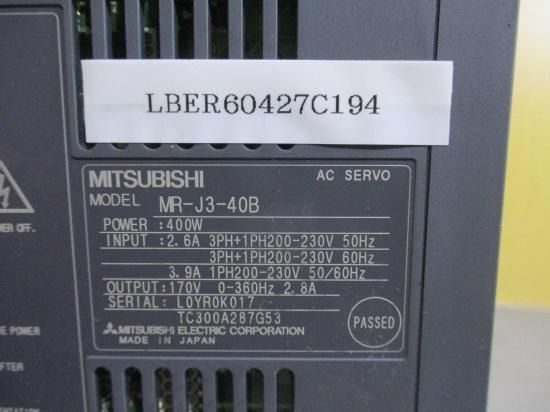 LBER60427C194
MITSUBISHI AC SERVO
MODEL MR-J3-40B
POWER :400W
INPUT :2.6A 3PH+1PH200-230V 50Hz
3PH+1PH200-230V 60Hz
3.9A 1PH200-230V 50/60Hz
OUTPUT:170V 0-360Hz 2.8A
SERIAL: L0YR0K017
TC300A287G53
MITSUBISHI ELECTRIC CORPORATION
MADE IN JAPAN
PASSED
OFF.
POWER